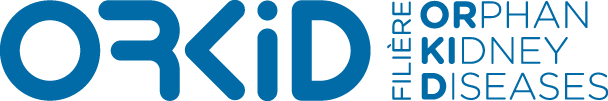 ORKiD
FILIÈRE
ORPHAN
KIDNEY
DISEASES